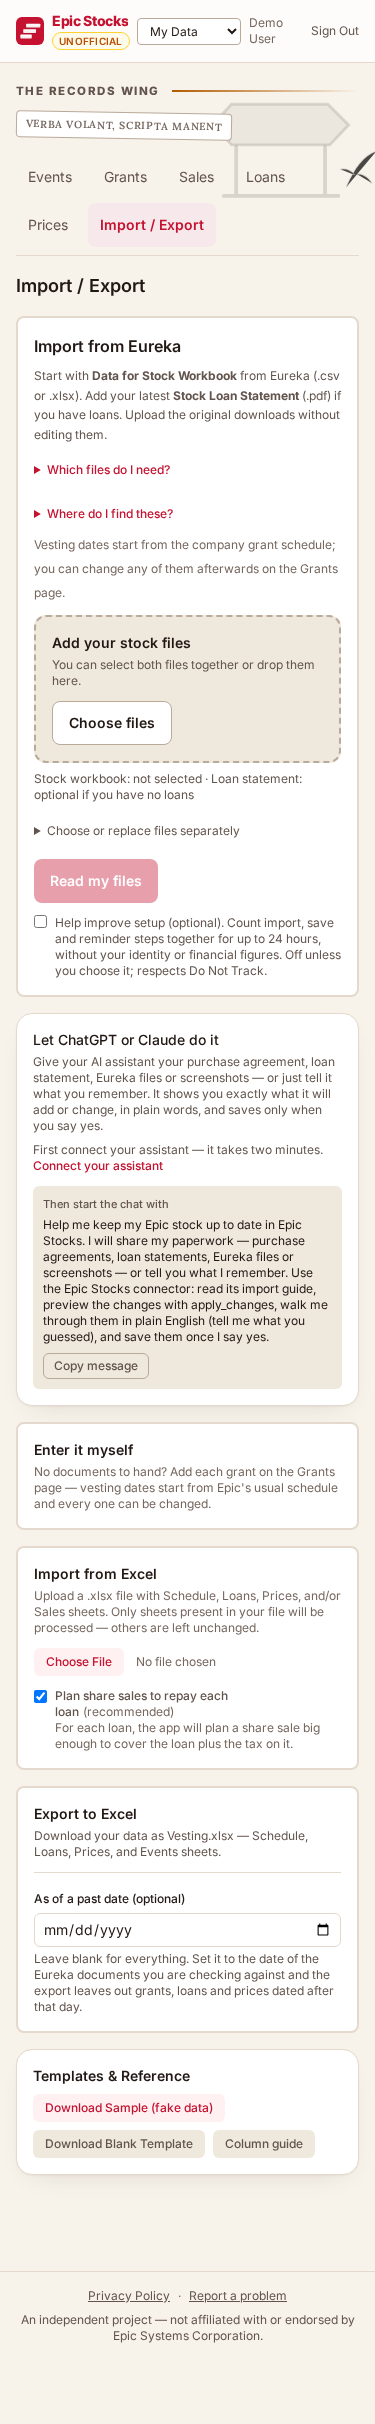 Epic Stocks
UNOFFICIAL
My Data
Demo
User
Sign Out
THE RECORDS WING
VERBA VOLANT, SCRIPTA MANENT
Events
Grants
Sales
Loans
Prices
Import / Export
Import / Export
Import from Eureka
Start with Data for Stock Workbook from Eureka (.csv
or .xlsx). Add your latest Stock Loan Statement (.pdf) if
you have loans. Upload the original downloads without
editing them.
Which files do I need?
Where do I find these?
Vesting dates start from the company grant schedule;
you can change any of them afterwards on the Grants
page.
Add your stock files
You can select both files together or drop them
here.
Choose files
Stock workbook: not selected · Loan statement:
optional if you have no loans
Choose or replace files separately
Read my files
Help improve setup (optional). Count import, save
and reminder steps together for up to 24 hours,
without your identity or financial figures. Off unless
you choose it; respects Do Not Track.
Let ChatGPT or Claude do it
Give your AI assistant your purchase agreement, loan
statement, Eureka files or screenshots — or just tell it
what you remember. It shows you exactly what it will
add or change, in plain words, and saves only when
you say yes.
First connect your assistant — it takes two minutes.
Connect your assistant
Then start the chat with
Help me keep my Epic stock up to date in Epic
Stocks. I will share my paperwork — purchase
agreements, loan statements, Eureka files or
screenshots — or tell you what I remember. Use
the Epic Stocks connector: read its import guide,
preview the changes with apply_changes, walk me
through them in plain English (tell me what you
guessed), and save them once I say yes.
Copy message
Enter it myself
No documents to hand? Add each grant on the Grants
page — vesting dates start from Epic's usual schedule
and every one can be changed.
Import from Excel
Upload a .xlsx file with Schedule, Loans, Prices, and/or
Sales sheets. Only sheets present in your file will be
processed — others are left unchanged.
Choose File
No file chosen
Plan share sales to repay each
loan (recommended)
For each loan, the app will plan a share sale big
enough to cover the loan plus the tax on it.
Export to Excel
Download your data as Vesting.xlsx — Schedule,
Loans, Prices, and Events sheets.
As of a past date (optional)
mm/dd/yyyy
Leave blank for everything. Set it to the date of the
Eureka documents you are checking against and the
export leaves out grants, loans and prices dated after
that day.
Templates & Reference
Download Sample (fake data)
Download Blank Template
Column guide
Privacy Policy · Report a problem
An independent project — not affiliated with or endorsed by
Epic Systems Corporation.